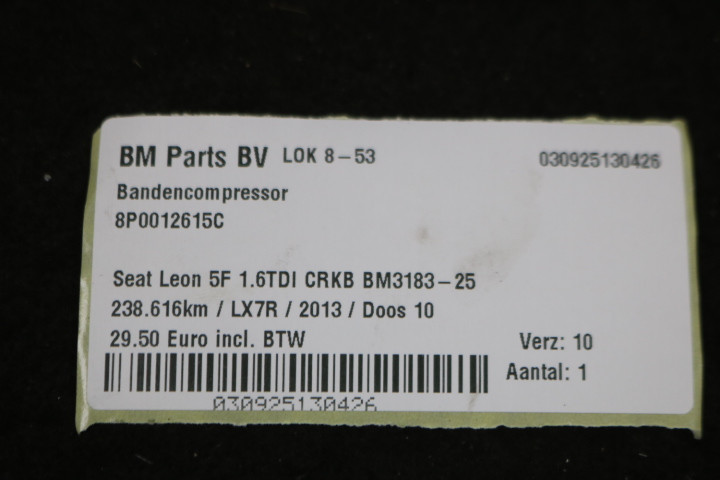 BM Parts BV LOK 8-53 030925130426
Bandencompressor
8P0012615C
Seat Leon 5F 1.6TDI CRKB BM3183-25
238.616km / LX7R / 2013 / Doos 10
29.50 Euro incl. BTW Verz: 10
Aantal: 1
030925130426